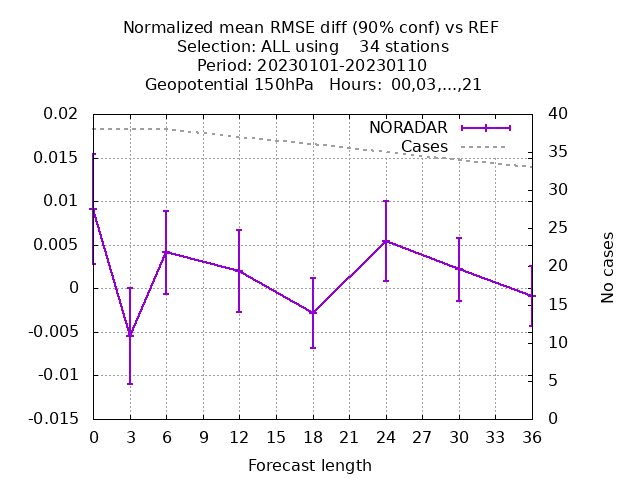 Normalized mean RMSE diff (90% conf) vs REF
Selection: ALL using    34 stations
Period: 20230101-20230110
Geopotential 150hPa   Hours:  00,03,...,21
0.02
0.015
0.01
0.005
0
-0.005
-0.01
-0.015
NORADAR
Cases
40
35
30
25
20
15
10
5
0
No cases
0 3 6 9 12 15 18 21 24 27 30 33 36
Forecast length